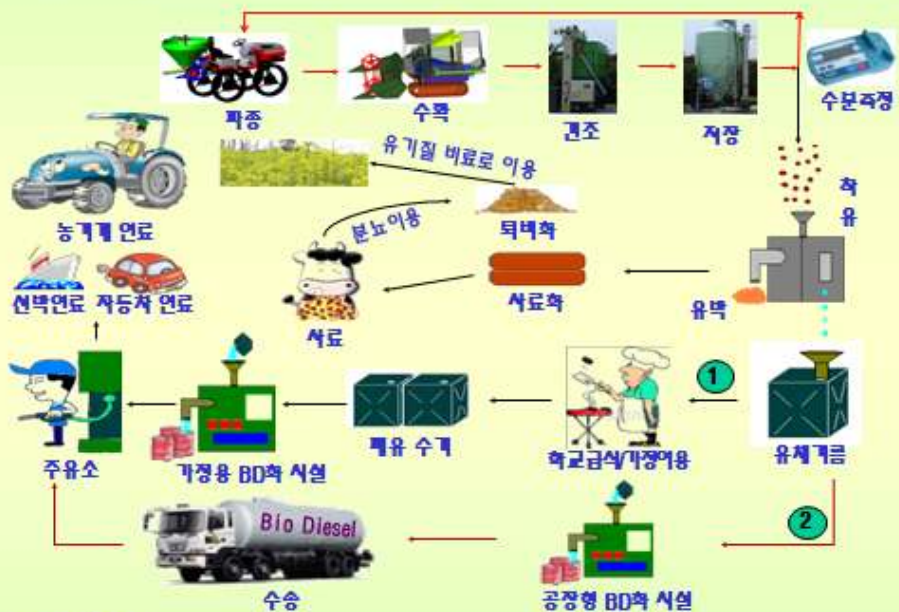 파종
수확
건조
저장
수분측정
착
유
유기질 비료로 이용
퇴비화
분뇨이용
농기계 연료
선박연료
자동차 연료
사료
사료화
유박
①
주유소
가정용 BD화 시설
폐유 수거
학교급식/가정이용
유채기름
②
Bio Diesel
수송
공장형 BD화 시설